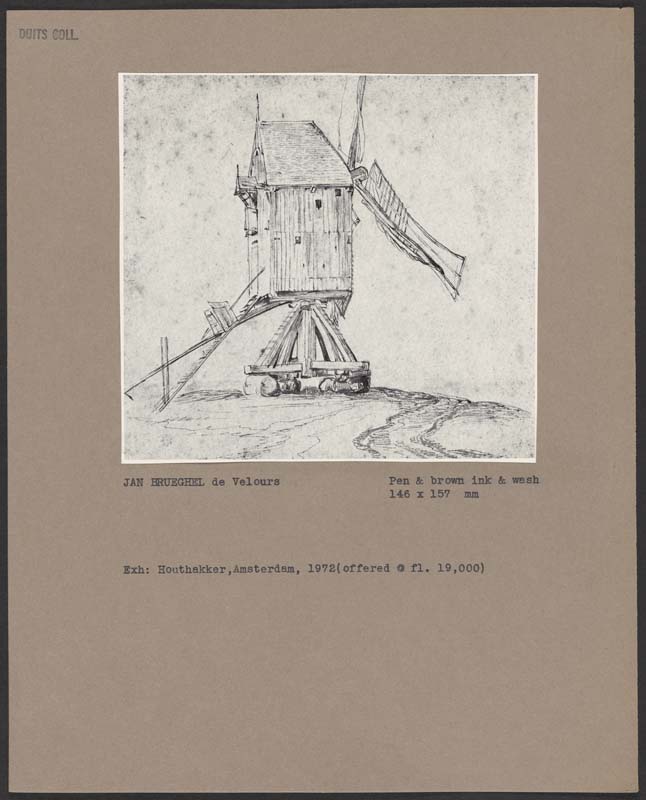 DUITS COLL.
JAN BRUEGHEL de Velours
Pen & brown ink & wash
146 x 157 mm
Exh: Houthakker,Amsterdam, 1972(offered @ fl. 19,000)